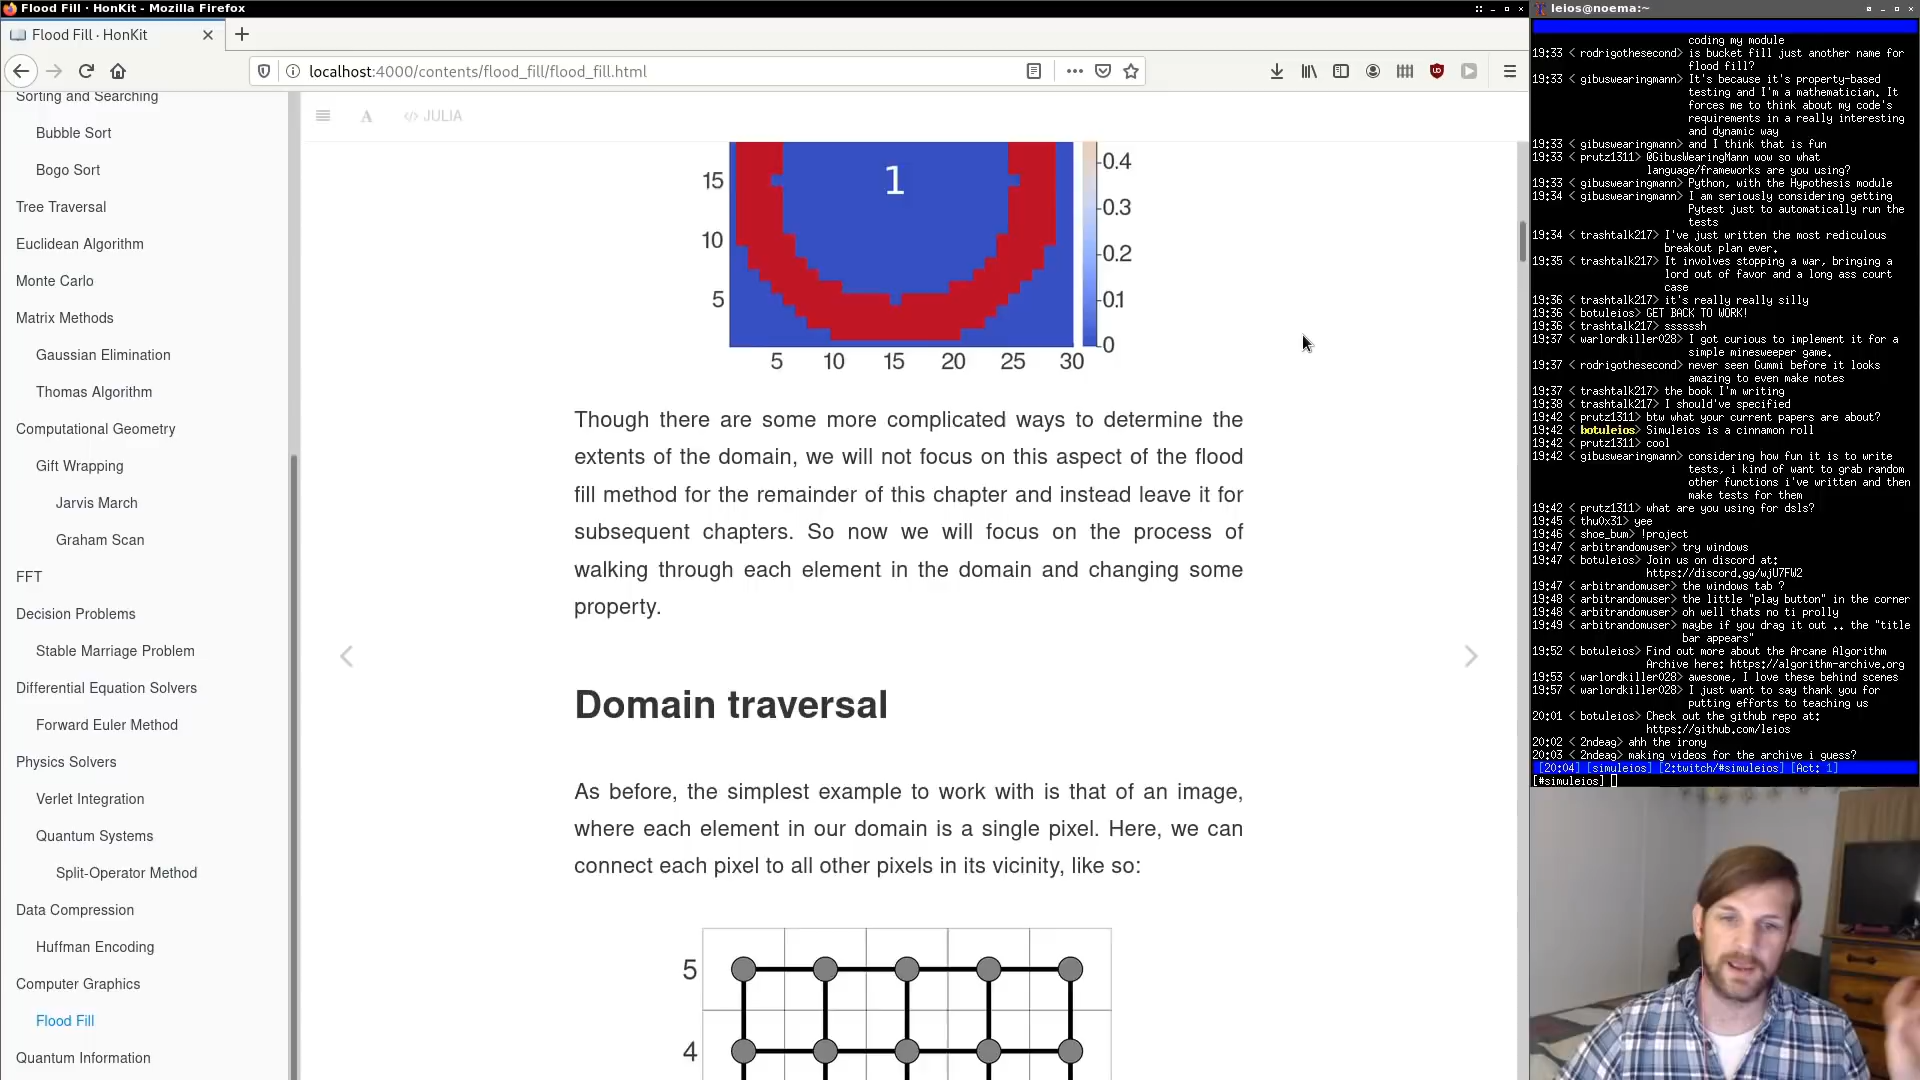 Flood Fill · HonKit - Mozilla Firefox
Flood Fill · HonKit
localhost:4000/contents/flood_fill/flood_fill.html
Sorting and Searching
Bubble Sort
Bogo Sort
Tree Traversal
Euclidean Algorithm
Monte Carlo
Matrix Methods
Gaussian Elimination
Thomas Algorithm
Computational Geometry
Gift Wrapping
Jarvis March
Graham Scan
FFT
Decision Problems
Stable Marriage Problem
Differential Equation Solvers
Forward Euler Method
Physics Solvers
Verlet Integration
Quantum Systems
Split-Operator Method
Data Compression
Huffman Encoding
Computer Graphics
Flood Fill
Quantum Information
A
</> JULIA
1
15
10
5
5 10 15 20 25 30
0.4
0.3
0.2
0.1
0
Though there are some more complicated ways to determine the
extents of the domain, we will not focus on this aspect of the flood
fill method for the remainder of this chapter and instead leave it for
subsequent chapters. So now we will focus on the process of
walking through each element in the domain and changing some
property.
Domain traversal
As before, the simplest example to work with is that of an image,
where each element in our domain is a single pixel. Here, we can
connect each pixel to all other pixels in its vicinity, like so:
5
4
leios@noema:~
coding my module
19:33 < rodrigothesecond> is bucket fill just another name for
flood fill?
19:33 < gibuswearingmann> It's because it's property-based
testing and I'm a mathematician. It
forces me to think about my code's
requirements in a really interesting
and dynamic way
19:33 < gibuswearingmann> and I think that is fun
19:33 < prutz1311> @GibusWearingMann wow so what
language/frameworks are you using?
19:33 < gibuswearingmann> Python, with the Hypothesis module
19:34 < gibuswearingmann> I am seriously considering getting
Pytest just to automatically run the
tests
19:34 < trashtalk217> I've just written the most rediculous
breakout plan ever.
19:35 < trashtalk217> It involves stopping a war, bringing a
lord out of favor and a long ass court
case
19:36 < trashtalk217> it's really really silly
19:36 < botuleios> GET BACK TO WORK!
19:36 < trashtalk217> ssssssh
19:37 < warlordkiller028> I got curious to implement it for a
simple minesweeper game.
19:37 < rodrigothesecond> never seen Gummi before it looks
amazing to even make notes
19:37 < trashtalk217> the book I'm writing
19:38 < trashtalk217> I should've specified
19:42 < prutz1311> btw what your current papers are about?
19:42 < botuleios> Simuleios is a cinnamon roll
19:42 < prutz1311> cool
19:42 < gibuswearingmann> considering how fun it is to write
tests, i kind of want to grab random
other functions i've written and then
make tests for them
19:42 < prutz1311> what are you using for dsls?
19:45 < thu0x31> yee
19:46 < shoe_bum> !project
19:47 < arbitrandomuser> try windows
19:47 < botuleios> Join us on discord at:
https://discord.gg/wjU7FW2
19:47 < arbitrandomuser> the windows tab ?
19:48 < arbitrandomuser> the little "play button" in the corner
19:48 < arbitrandomuser> oh well thats no ti prolly
19:49 < arbitrandomuser> maybe if you drag it out .. the "title
bar appears"
19:52 < botuleios> Find out more about the Arcane Algorithm
Archive here: https://algorithm-archive.org
19:53 < warlordkiller028> awesome, I love these behind scenes
19:57 < warlordkiller028> I just want to say thank you for
putting efforts to teaching us
20:01 < botuleios> Check out the github repo at:
https://github.com/leios
20:02 < 2ndeag> ahh the irony
20:03 < 2ndeag> making videos for the archive i guess?
[20:04] [simuleios] [2:twitch/#simuleios] [Act: 1]
[#simuleios]